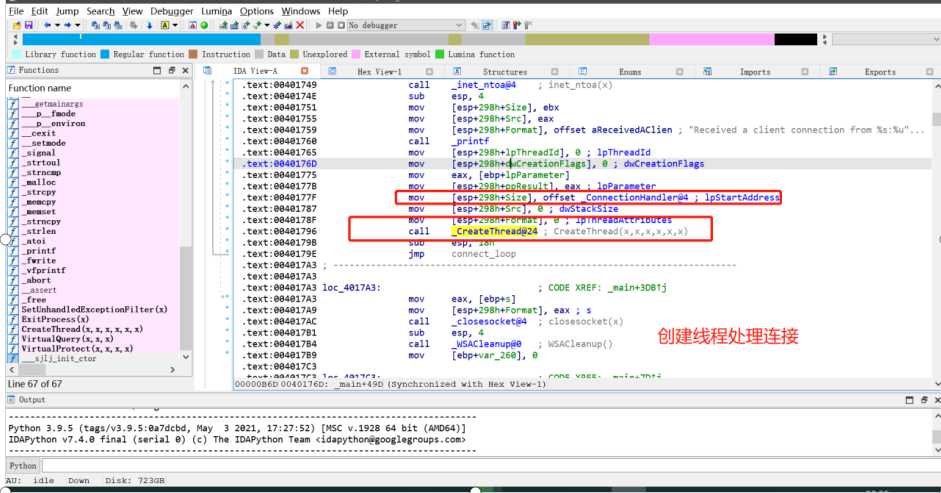 File Edit Jump Search View Debugger Lumina Options Windows Help
No debugger
Library function Regular function Instruction Data Unexplored External symbol Lumina function
Functions
IDA View-A Hex View-1 Structures Enums Imports Exports
Function name
___getmainargs
___p__fmode
___p__environ
__cexit
__setmode
_signal
_strtoul
_strncmp
_malloc
_strcpy
_memcpy
_memset
_strncpy
_strlen
_atoi
_printf
_fwrite
_vfprintf
_abort
__assert
_free
SetUnhandledExceptionFilter(x)
ExitProcess(x)
CreateThread(x,x,x,x,x,x)
VirtualQuery(x,x,x)
VirtualProtect(x,x,x,x)
___sjlj_init_ctor
Line 67 of 67
.text:00401749 call _inet_ntoa@4 ; inet_ntoa(x)
.text:0040174E sub esp, 4
.text:00401751 mov [esp+298h+Size], ebx
.text:00401755 mov [esp+298h+Src], eax
.text:00401759 mov [esp+298h+Format], offset aReceivedAClien ; "Received a client connection from %s:%u"...
.text:00401760 call _printf
.text:00401765 mov [esp+298h+lpThreadId], 0 ; lpThreadId
.text:0040176D mov [esp+298h+dwCreationFlags], 0 ; dwCreationFlags
.text:00401775 mov eax, [ebp+lpParameter]
.text:0040177B mov [esp+298h+ppResult], eax ; lpParameter
.text:0040177F mov [esp+298h+Size], offset _ConnectionHandler@4 ; lpStartAddress
.text:00401787 mov [esp+298h+Src], 0 ; dwStackSize
.text:0040178F mov [esp+298h+Format], 0 ; lpThreadAttributes
.text:00401796 call _CreateThread@24 ; CreateThread(x,x,x,x,x,x)
.text:0040179B sub esp, 18h
.text:0040179E jmp connect_loop
.text:004017A3 ; ---------------------------------------------------------------------------
.text:004017A3
.text:004017A3 loc_4017A3: ; CODE XREF: _main+3DB↑j
.text:004017A3 mov eax, [ebp+s]
.text:004017A9 mov [esp+298h+Format], eax ; s
.text:004017AC call _closesocket@4 ; closesocket(x)
.text:004017B1 sub esp, 4
.text:004017B4 call _WSACleanup@0 ; WSACleanup()
.text:004017B9 mov [ebp+var_260], 0
.text:004017C3
.text:004017C3 loc_4017C3: ; CODE XREF: _main+7D↑j
创建线程处理连接
00000B6D 0040176D: _main+49D (Synchronized with Hex View-1)
Output
Python 3.9.5 (tags/v3.9.5:0a7dcbd, May 3 2021, 17:27:52) [MSC v.1928 64 bit (AMD64)]
IDAPython v7.4.0 final (serial 0) (c) The IDAPython Team <idapython@googlegroups.com>
Python
AU: idle Down Disk: 723GB